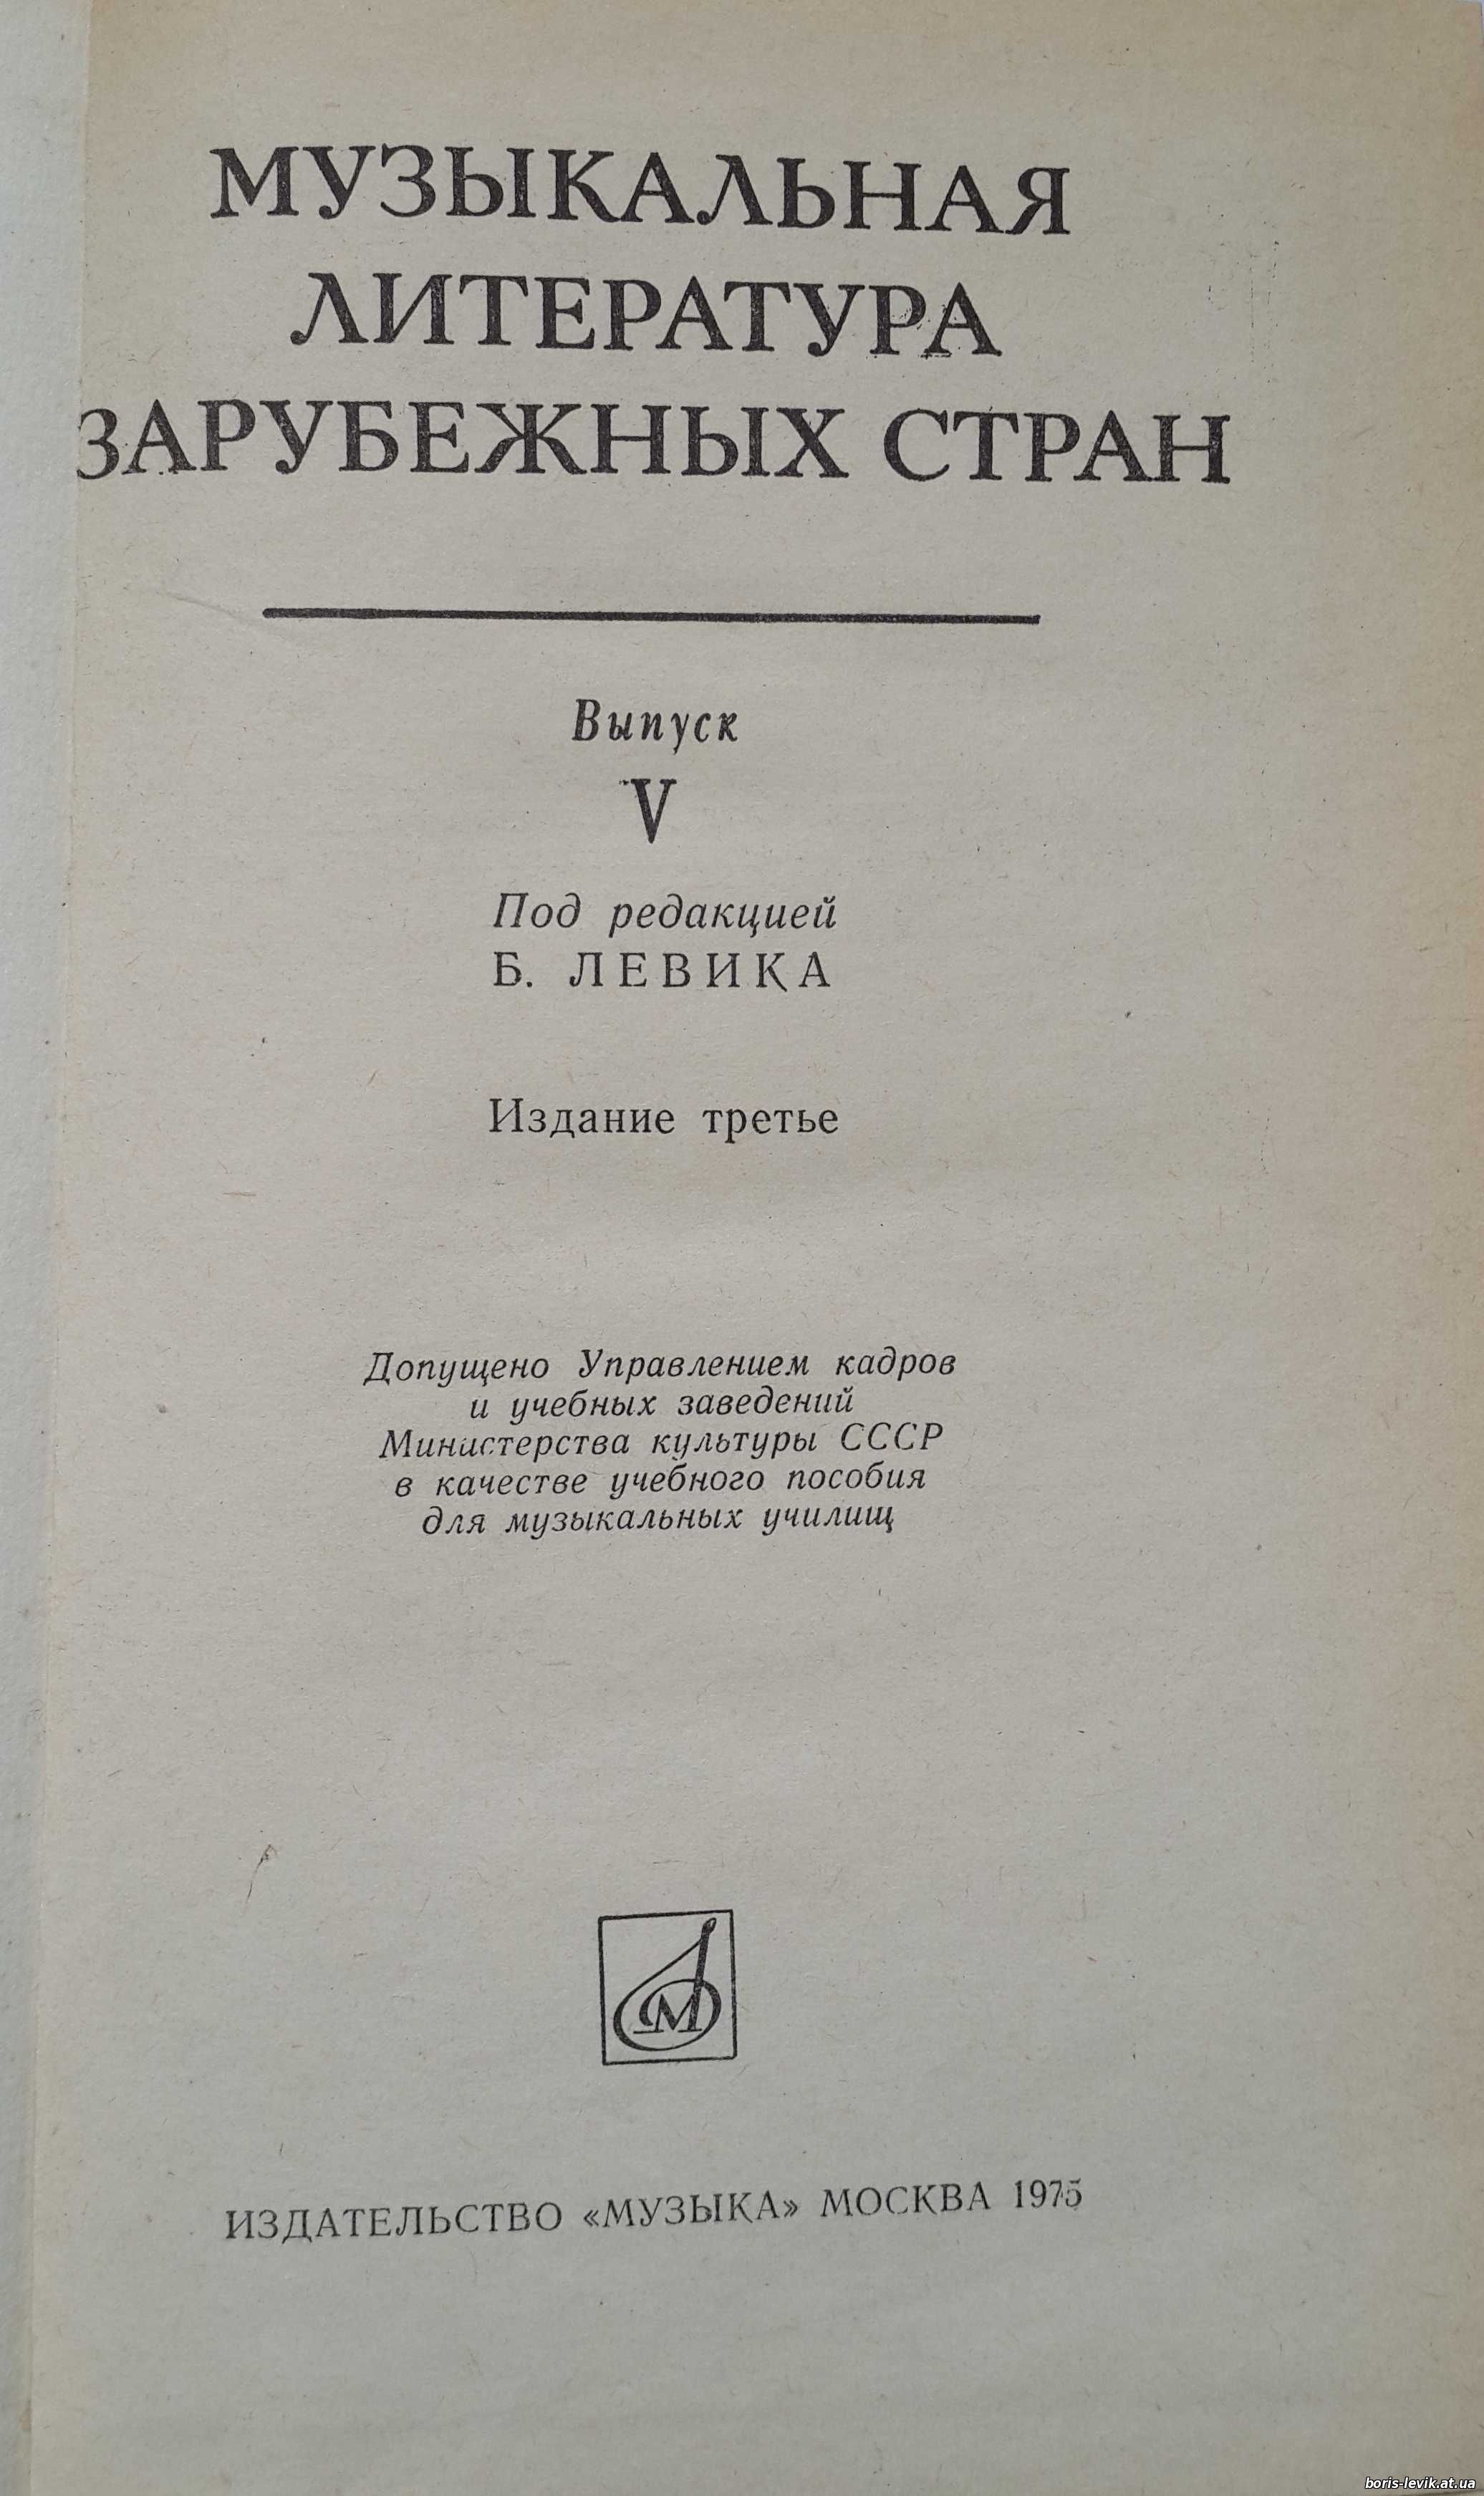 МУЗЫКАЛЬНАЯ
ЛИТЕРАТУРА
ЗАРУБЕЖНЫХ СТРАН
Выпуск
V
Под редакцией
Б. ЛЕВИКА
Издание третье
Допущено Управлением кадров
и учебных заведений
Министерства культуры СССР
в качестве учебного пособия
для музыкальных училищ
М
ИЗДАТЕЛЬСТВО «МУЗЫКА» МОСКВА 1975
boris-levik.at.ua